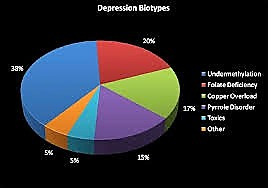 Depression Biotypes
38%
20%
17%
15%
5%
5%
Undermethylation
Folate Deficiency
Copper Overload
Pyrrole Disorder
Toxics
Other